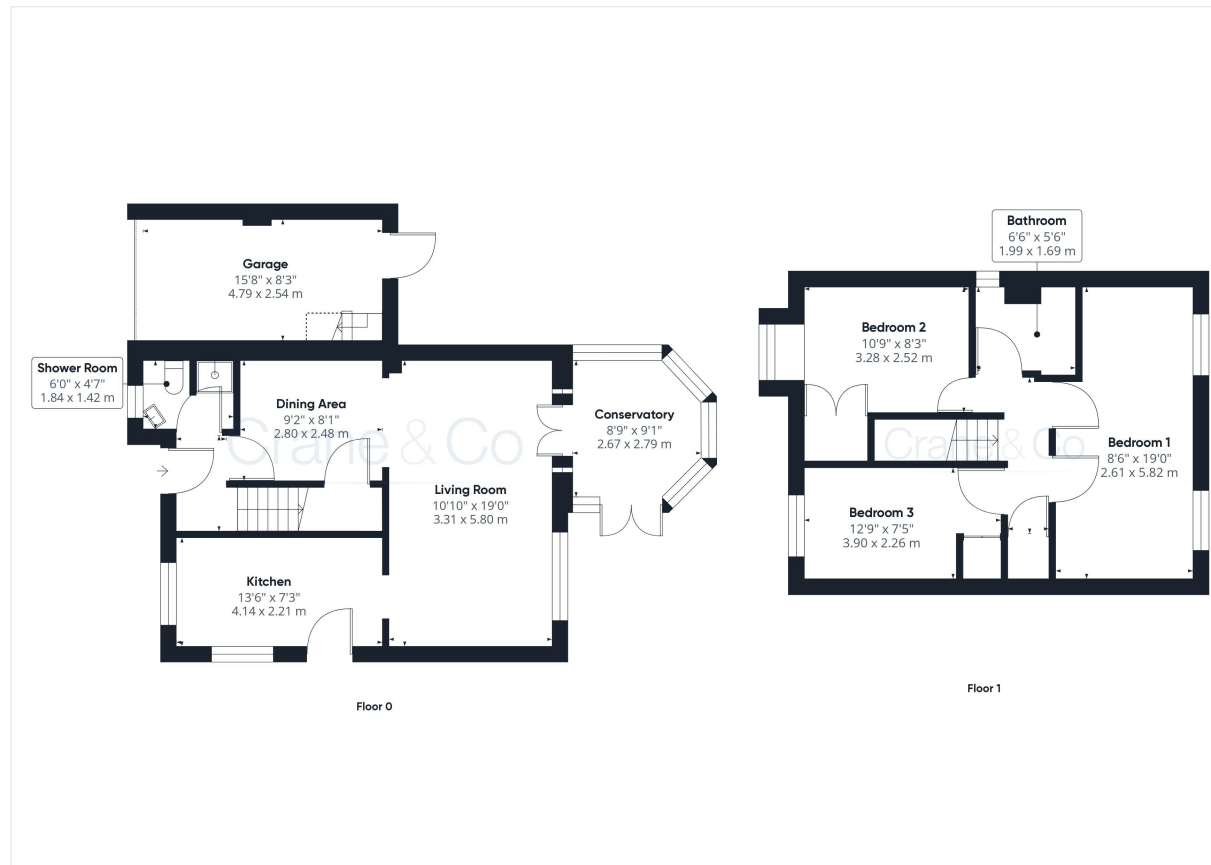 Garage
15'8" x 8'3"
4.79 x 2.54 m
Shower Room
6'0" x 4'7"
1.84 x 1.42 m
Dining Area
9'2" x 8'1"
2.80 x 2.48 m
Conservatory
8'9" x 9'1"
2.67 x 2.79 m
Crane & Co
Living Room
10'10" x 19'0"
3.31 x 5.80 m
Kitchen
13'6" x 7'3"
4.14 x 2.21 m
Floor 0
Bathroom
6'6" x 5'6"
1.99 x 1.69 m
Bedroom 2
10'9" x 8'3"
3.28 x 2.52 m
Crane & Co
Bedroom 1
8'6" x 19'0"
2.61 x 5.82 m
Bedroom 3
12'9" x 7'5"
3.90 x 2.26 m
Floor 1